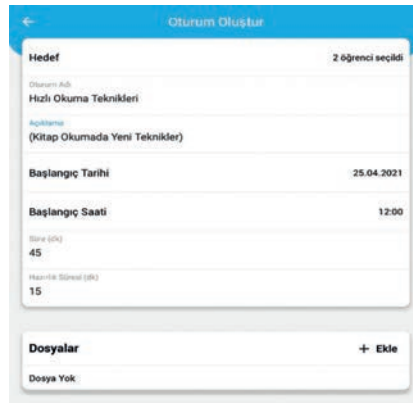 Oturum Oluştur
Hedef 2 öğrenci seçildi
Oturum Adı
Hızlı Okuma Teknikleri
Açıklama
(Kitap Okumada Yeni Teknikler)
Başlangıç Tarihi 25.04.2021
Başlangıç Saati 12:00
Süre (dk)
45
Hazırlık Süresi (dk)
15
Dosyalar + Ekle
Dosya Yok